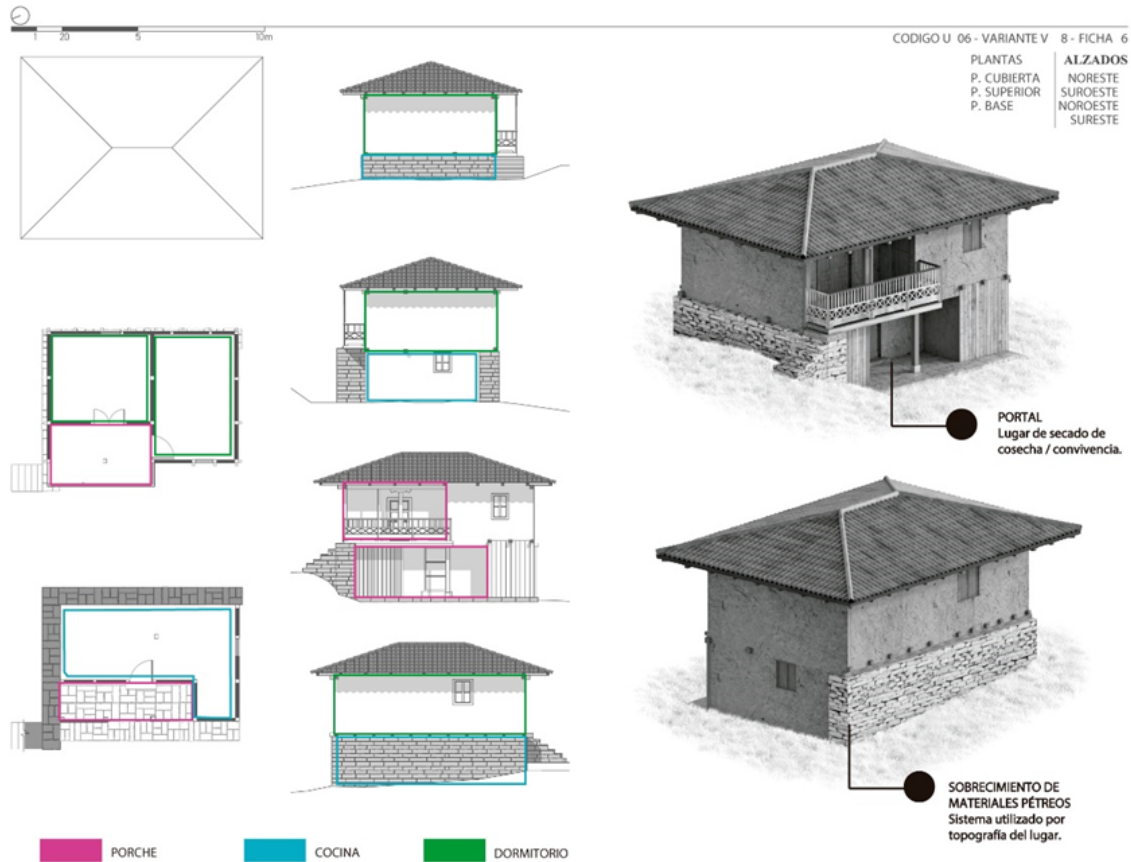 1 20 5 10m
CODIGO U 06 - VARIANTE V 8 - FICHA 6
PLANTAS ALZADOS
P. CUBIERTA NORESTE
P. SUPERIOR SUROESTE
P. BASE NOROESTE
SURESTE
PORTAL
Lugar de secado de
cosecha / convivencia.
SOBRECIMIENTO DE
MATERIALES PÉTREOS
Sistema utilizado por
topografía del lugar.
PORCHE COCINA DORMITORIO